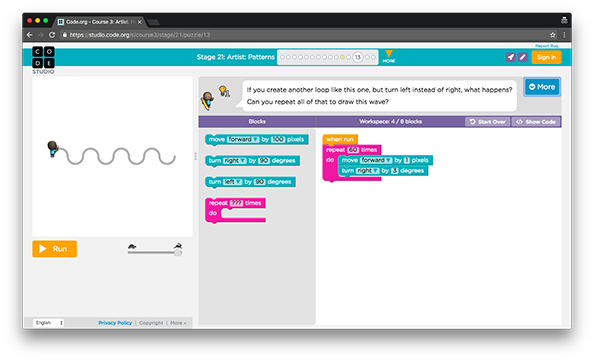 Code.org - Course 3: Artist: Pa
https://studio.code.org/s/course3/stage/21/puzzle/13
Report Bug
C O
D E
STUDIO
Stage 21: Artist: Patterns
13
MORE
Sign in
If you create another loop like this one, but turn left instead of right, what happens?
Can you repeat all of that to draw this wave?
More
Blocks
Workspace: 4 / 8 blocks
Start Over
</> Show Code
move forward by 100 pixels
turn right by 90 degrees
turn left by 90 degrees
repeat ??? times
do
when run
repeat 60 times
do move forward by 1 pixels
turn right by 3 degrees
Run
English
Privacy Policy | Copyright | More